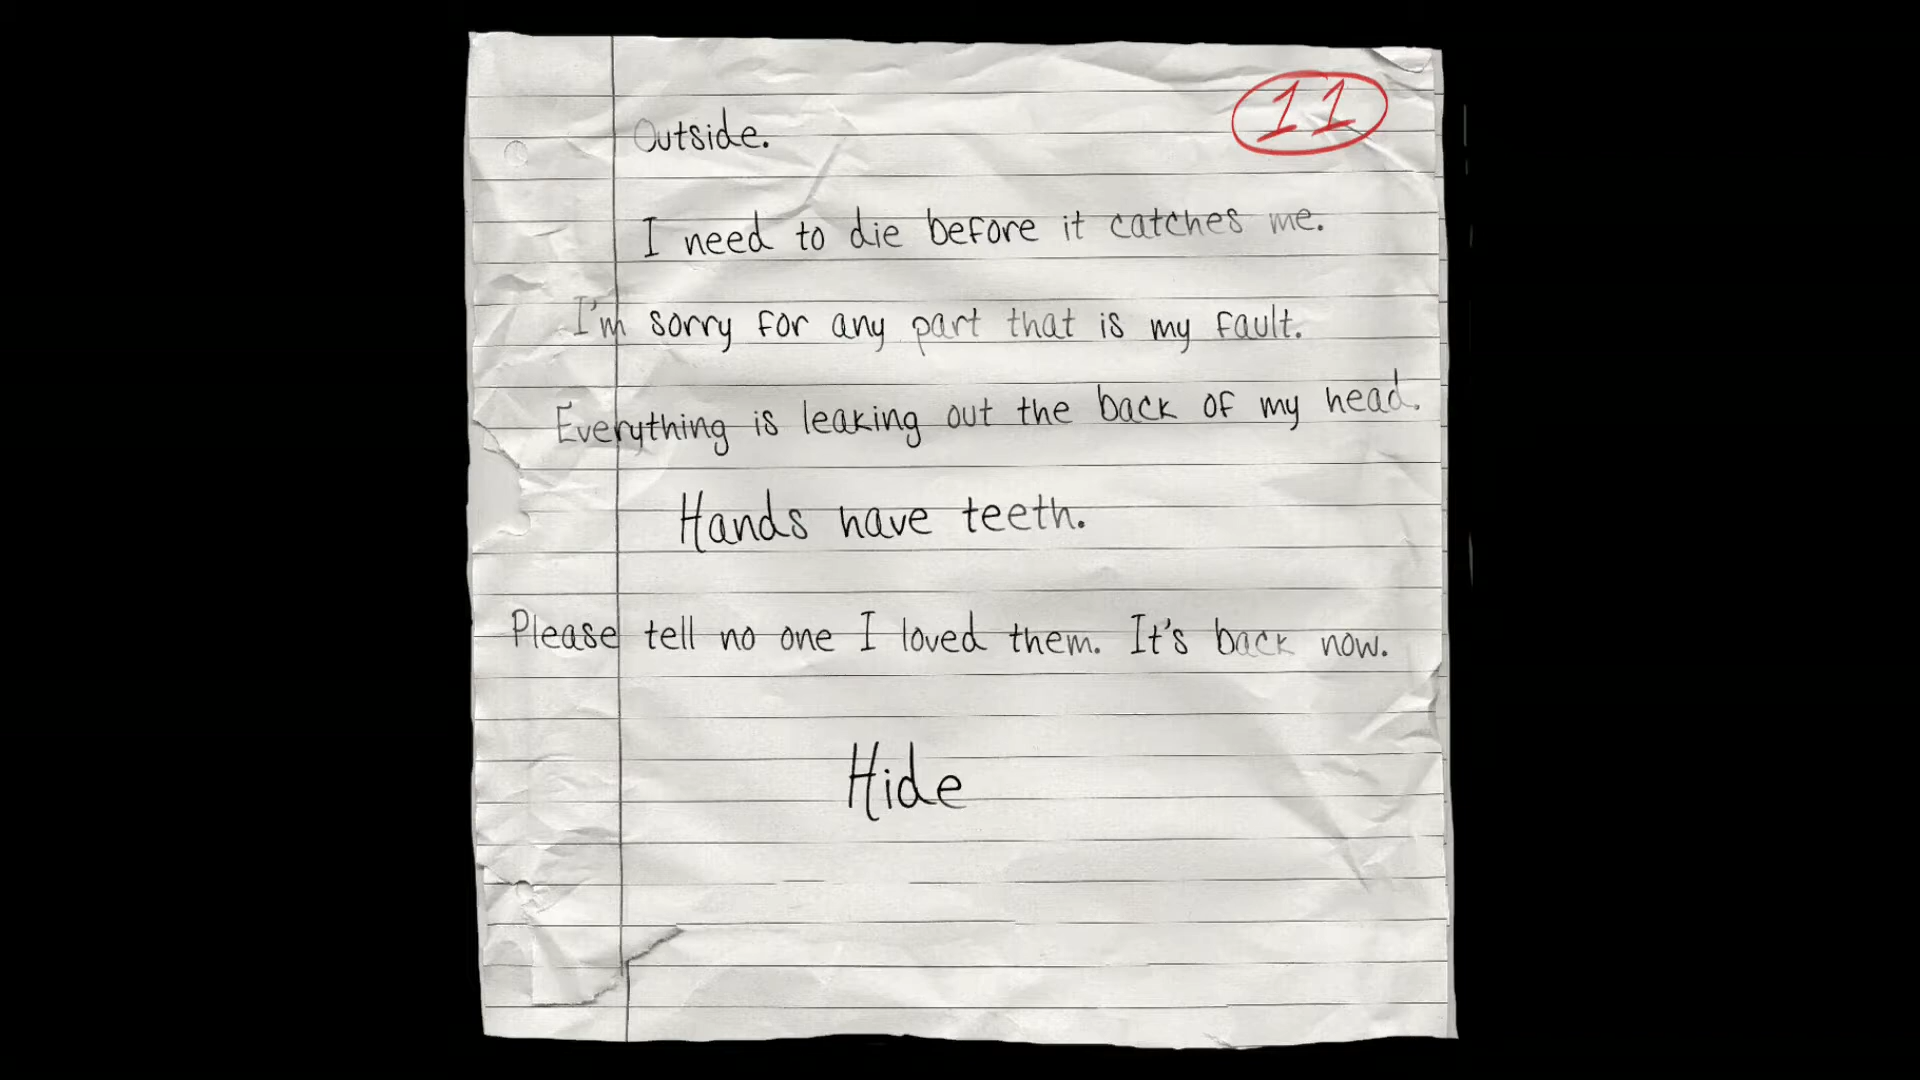 11
Outside.
I need to die before it catches me.
I'm sorry for any part that is my fault.
Everything is leaking out the back of my head.
Hands have teeth.
Please tell no one I loved them. It's back now.
Hide